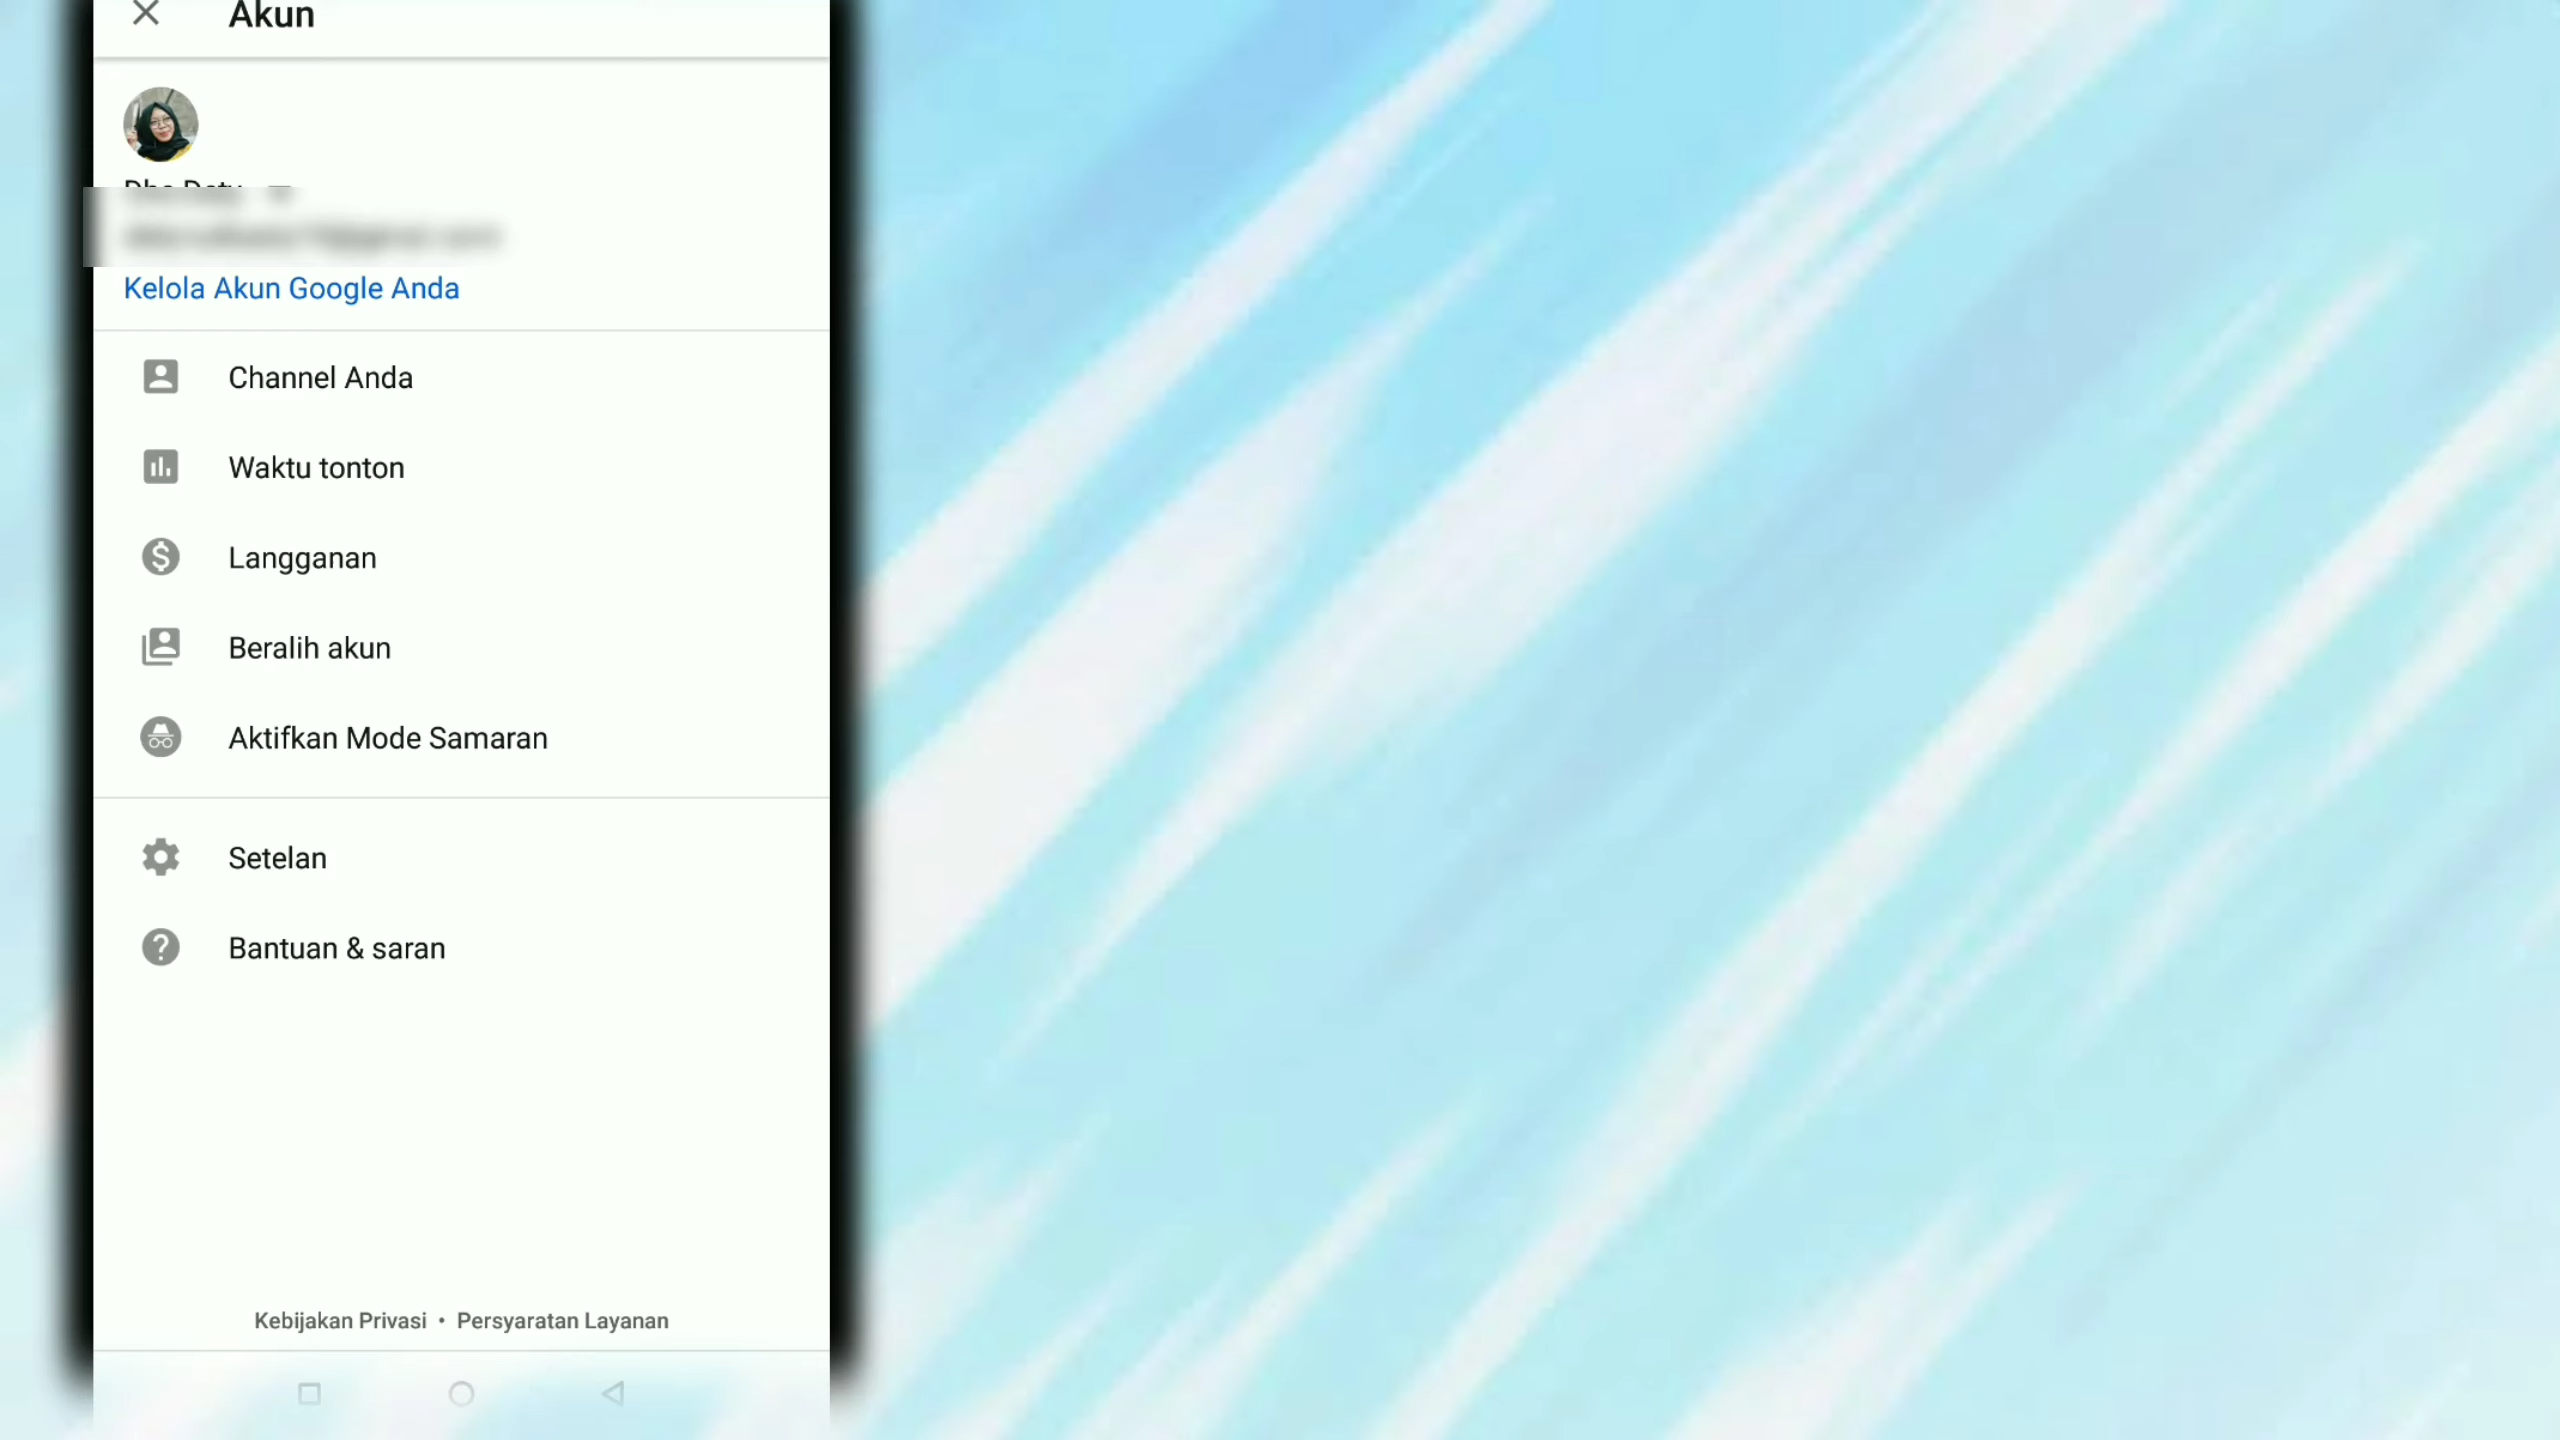 Akun
Kelola Akun Google Anda
Channel Anda
Waktu tonton
Langganan
Beralih akun
Aktifkan Mode Samaran
Setelan
Bantuan & saran
Kebijakan Privasi • Persyaratan Layanan